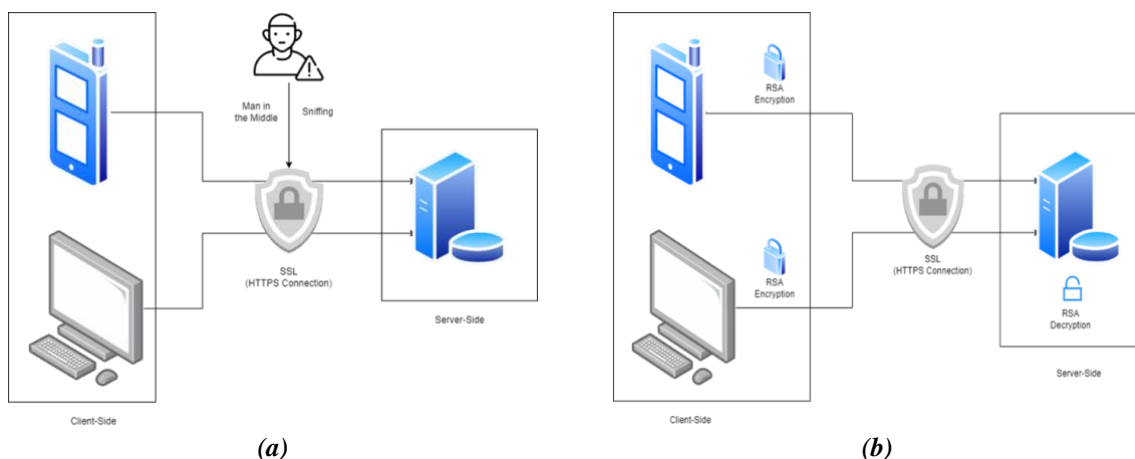 Man in
the Middle
Sniffing
SSL
(HTTPS Connection)
Server-Side
Client-Side
(a)
RSA
Encryption
RSA
Encryption
SSL
(HTTPS Connection)
RSA
Decryption
Server-Side
Client-Side
(b)